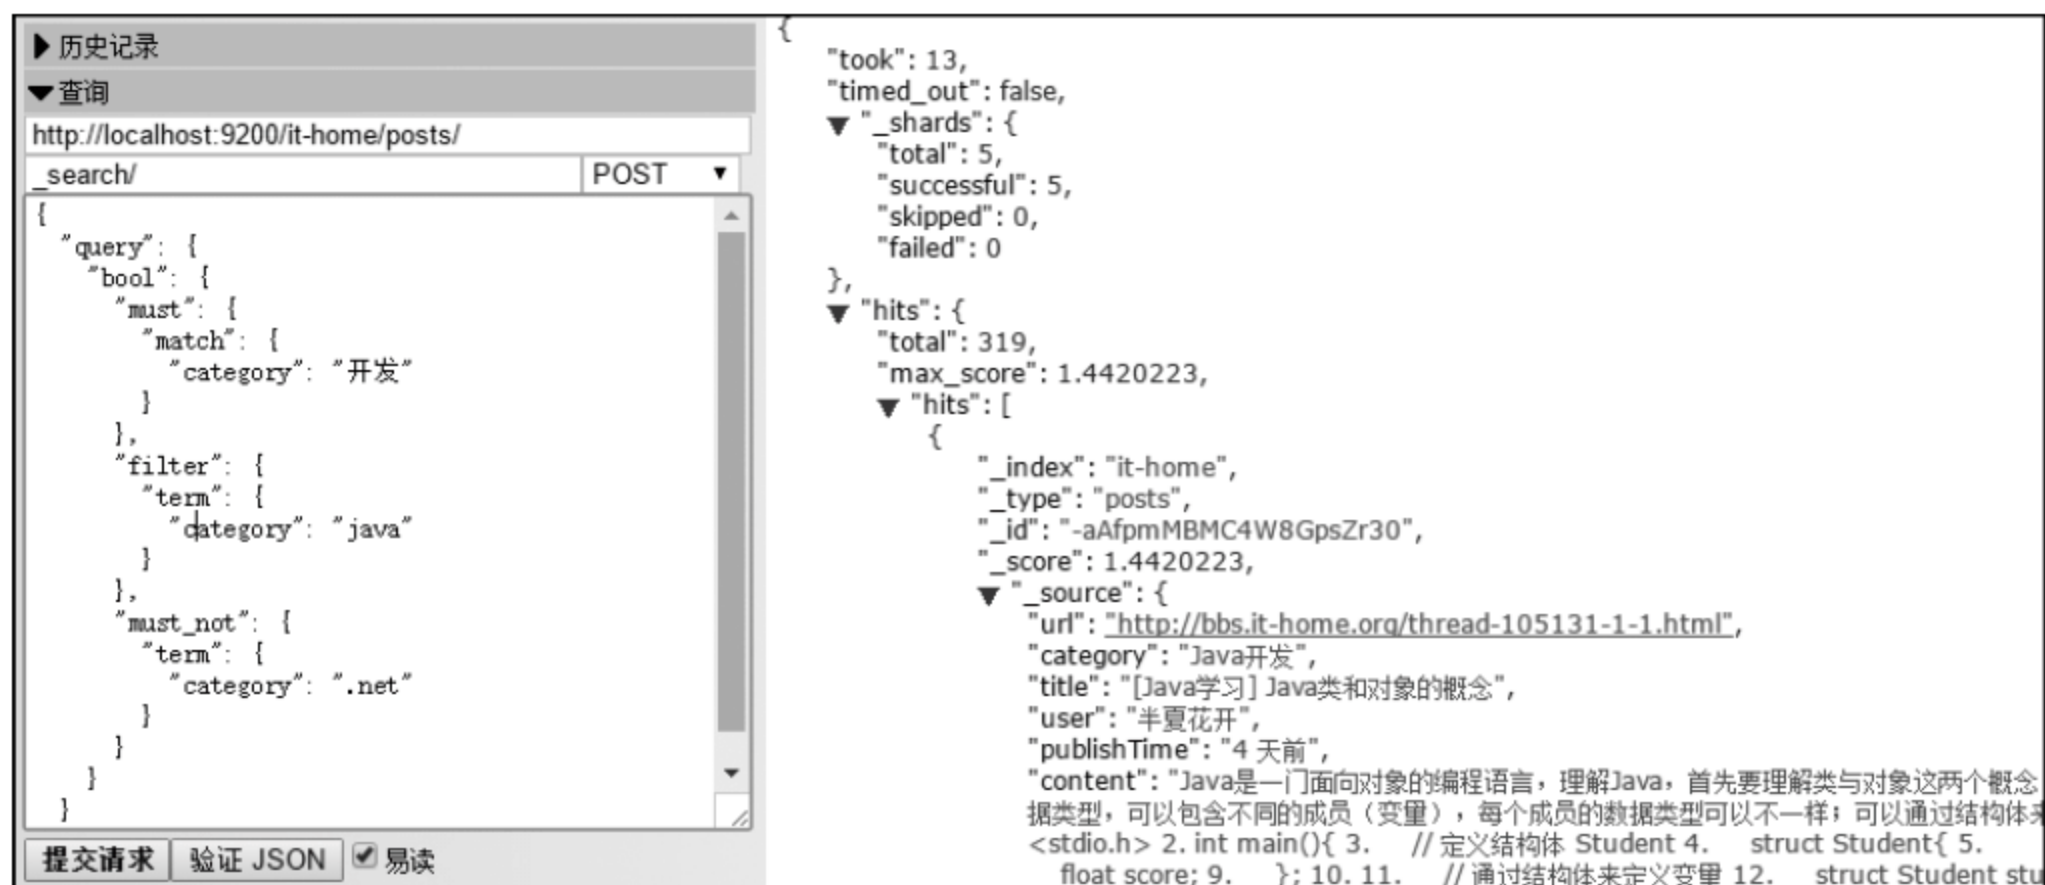 历史记录
查询
http://localhost:9200/it-home/posts/
_search/ POST
{
"query": {
"bool": {
"must": {
"match": {
"category": "开发"
}
},
"filter": {
"term": {
"category": "java"
}
},
"must_not": {
"term": {
"category": ".net"
}
}
}
}
提交请求 验证 JSON 易读
{
"took": 13,
"timed_out": false,
"_shards": {
"total": 5,
"successful": 5,
"skipped": 0,
"failed": 0
},
"hits": {
"total": 319,
"max_score": 1.4420223,
"hits": [
{
"_index": "it-home",
"_type": "posts",
"_id": "-aAfpmMBMC4W8GpsZr30",
"_score": 1.4420223,
"_source": {
"url": "http://bbs.it-home.org/thread-105131-1-1.html",
"category": "Java开发",
"title": "[Java学习] Java类和对象的概念",
"user": "半夏花开",
"publishTime": "4 天前",
"content": "Java是一门面向对象的编程语言，理解Java，首先要理解类与对象这两个概念
据类型，可以包含不同的成员（变量），每个成员的数据类型可以不一样；可以通过结构体来
<stdio.h> 2. int main(){ 3. // 定义结构体 Student 4. struct Student{ 5.
float score; 9. }; 10. 11. // 通过结构体来定义变量 12. struct Student stu